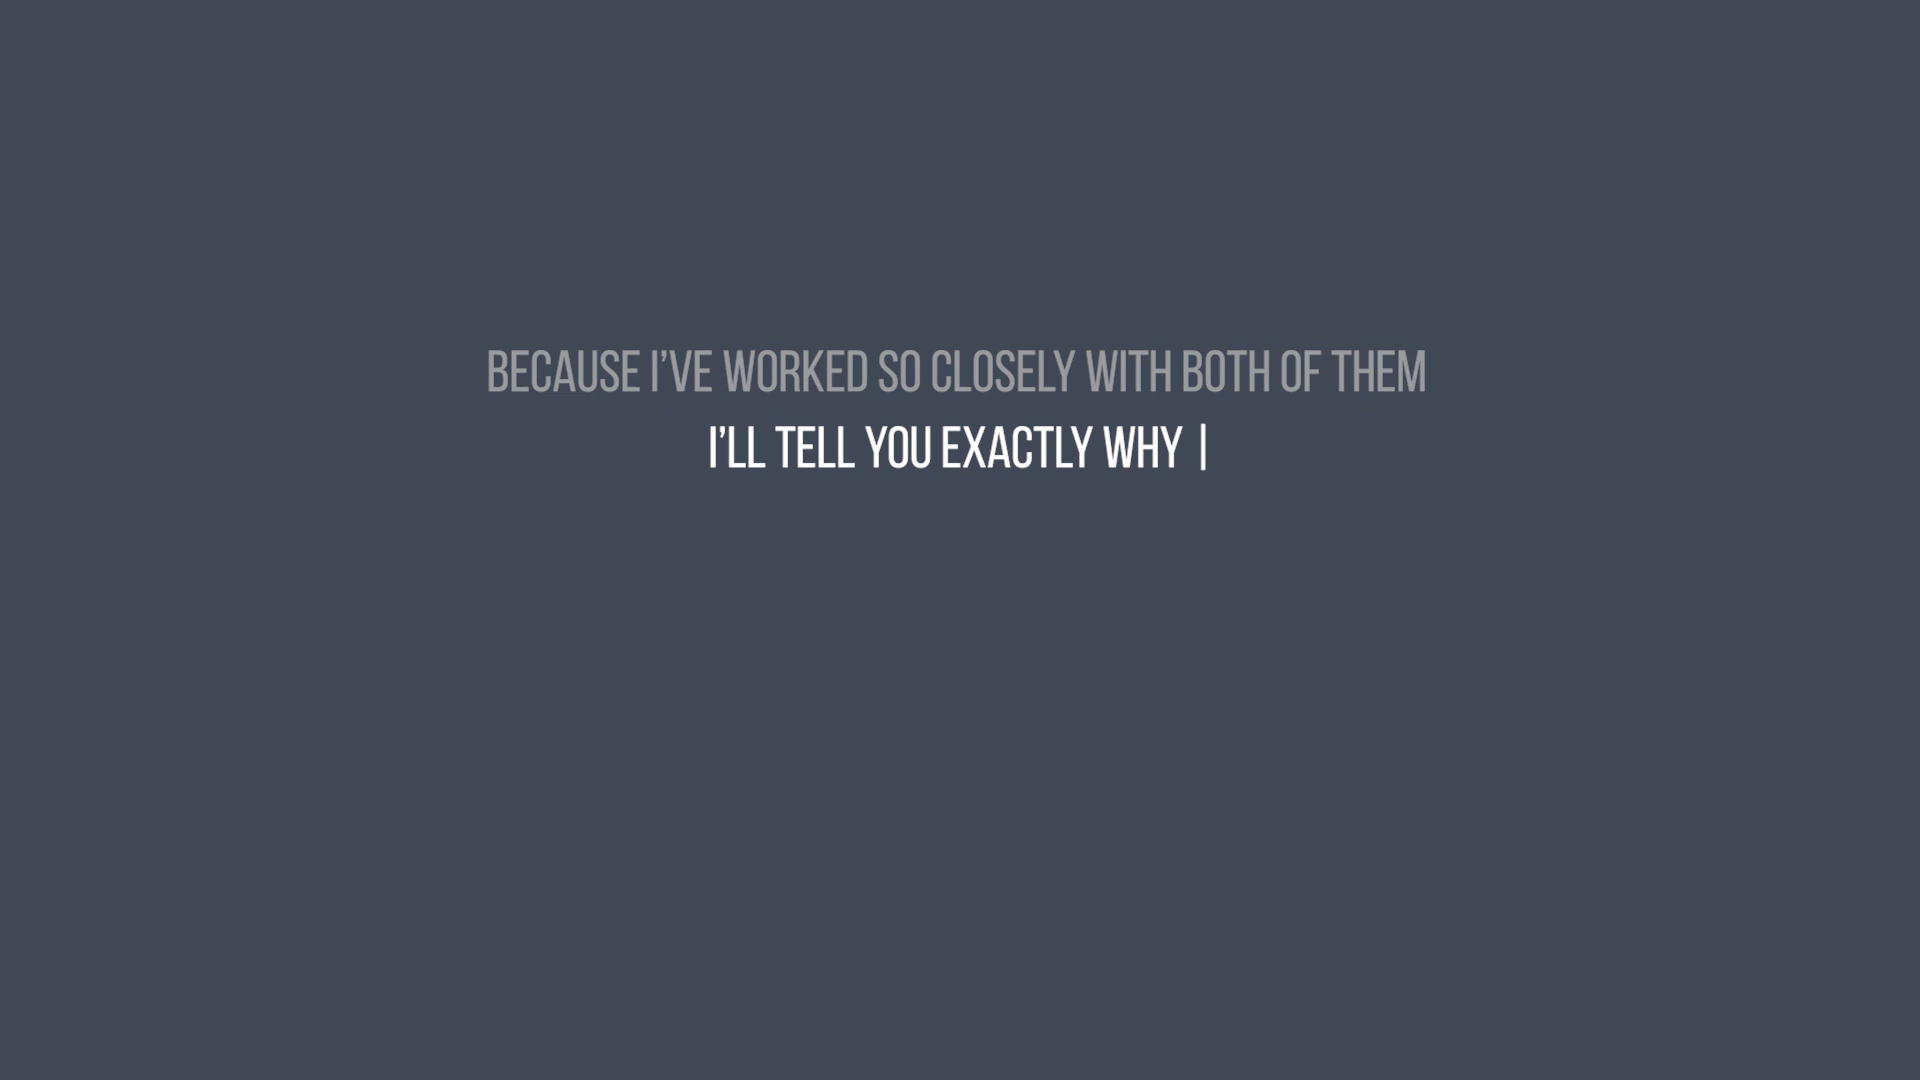 BECAUSE I’VE WORKED SO CLOSELY WITH BOTH OF THEM
I’LL TELL YOU EXACTLY WHY |